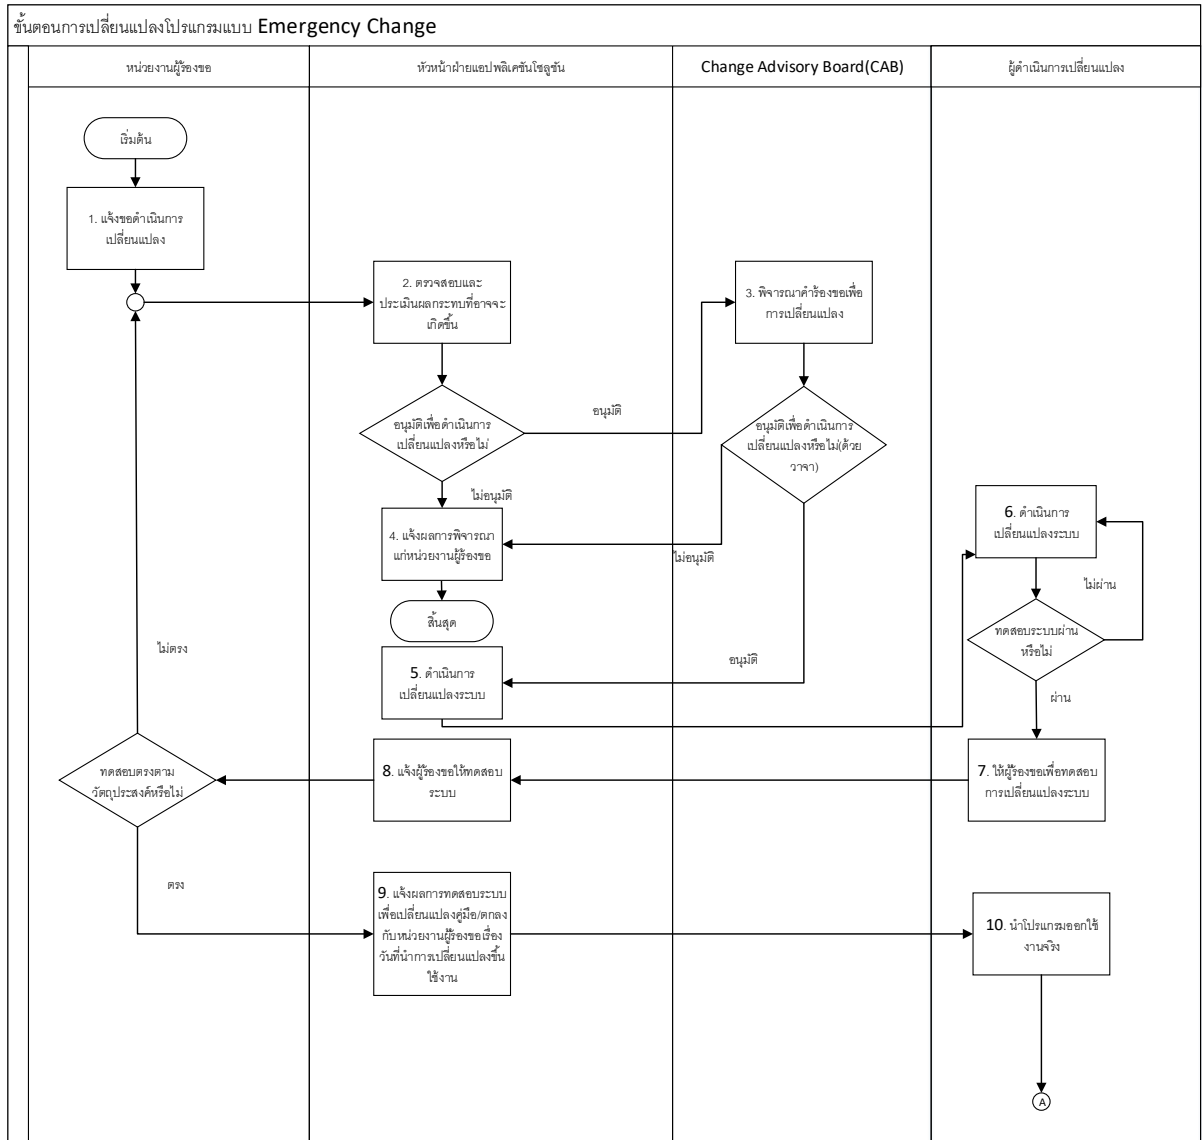 ขั้นตอนการเปลี่ยนแปลงโปรแกรมแบบ Emergency Change
หน่วยงานผู้ร้องขอ
หัวหน้าฝ่ายแอปพลิเคชันโซลูชัน
Change Advisory Board(CAB)
ผู้ดำเนินการเปลี่ยนแปลง
เริ่มต้น
1. แจ้งขอดำเนินการ
เปลี่ยนแปลง
2. ตรวจสอบและ
ประเมินผลกระทบที่อาจจะ
เกิดขึ้น
3. พิจารณาคำร้องขอเพื่อ
การเปลี่ยนแปลง
อนุมัติเพื่อดำเนินการ
เปลี่ยนแปลงหรือไม่
อนุมัติ
อนุมัติเพื่อดำเนินการ
เปลี่ยนแปลงหรือไม่(ด้วย
วาจา)
ไม่อนุมัติ
4. แจ้งผลการพิจารณา
แก่หน่วยงานผู้ร้องขอ
ไม่อนุมัติ
6. ดำเนินการ
เปลี่ยนแปลงระบบ
ไม่ผ่าน
สิ้นสุด
ทดสอบระบบผ่าน
หรือไม่
ไม่ตรง
อนุมัติ
5. ดำเนินการ
เปลี่ยนแปลงระบบ
ผ่าน
ทดสอบตรงตาม
วัตถุประสงค์หรือไม่
8. แจ้งผู้ร้องขอให้ทดสอบ
ระบบ
7. ให้ผู้ร้องขอเพื่อทดสอบ
การเปลี่ยนแปลงระบบ
ตรง
9. แจ้งผลการทดสอบระบบ
เพื่อเปลี่ยนแปลงคู่มือ/ตกลง
กับหน่วยงานผู้ร้องขอเรื่อง
วันที่นำการเปลี่ยนแปลงขึ้น
ใช้งาน
10. นำโปรแกรมออกใช้
งานจริง
A